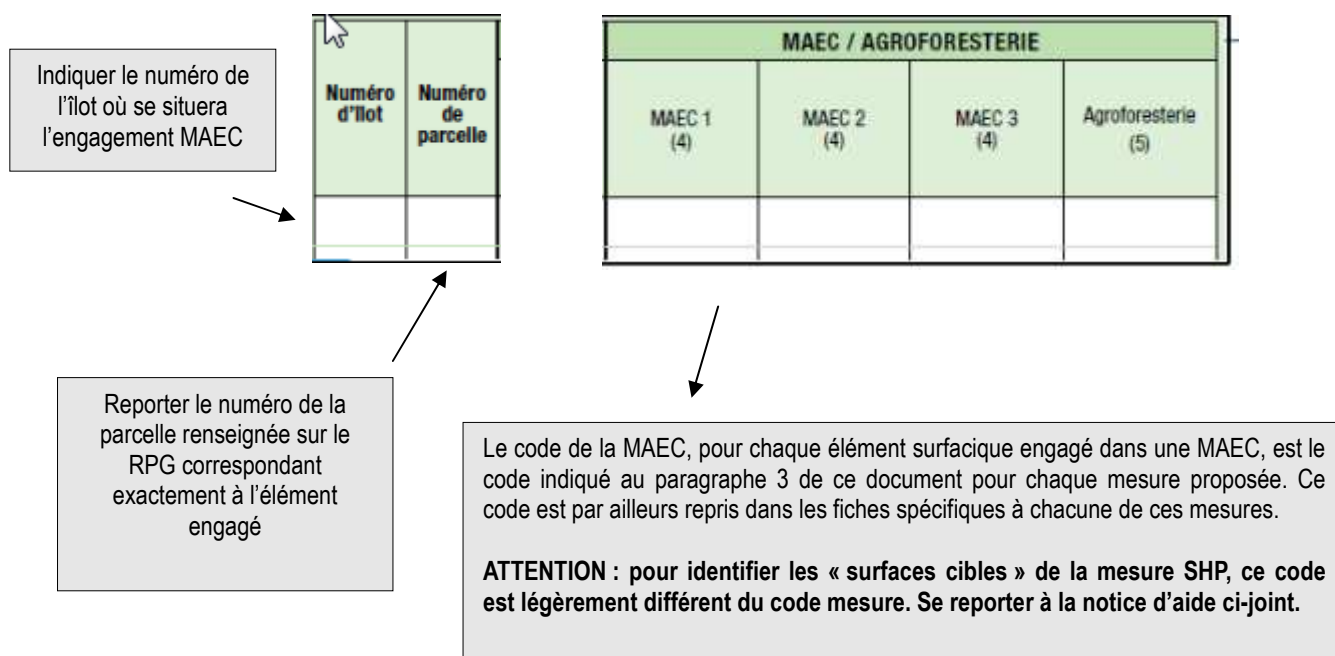 Indiquer le numéro de
l'îlot où se situera
l'engagement MAEC
Numéro
d'îlot
Numéro
de
parcelle
MAEC / AGROFORESTERIE
MAEC 1
(4)
MAEC 2
(4)
MAEC 3
(4)
Agroforesterie
(5)
Reporter le numéro de la
parcelle renseignée sur le
RPG correspondant
exactement à l'élément
engagé
Le code de la MAEC, pour chaque élément surfacique engagé dans une MAEC, est le
code indiqué au paragraphe 3 de ce document pour chaque mesure proposée. Ce
code est par ailleurs repris dans les fiches spécifiques à chacune de ces mesures.
ATTENTION : pour identifier les « surfaces cibles » de la mesure SHP, ce code
est légèrement différent du code mesure. Se reporter à la notice d'aide ci-joint.